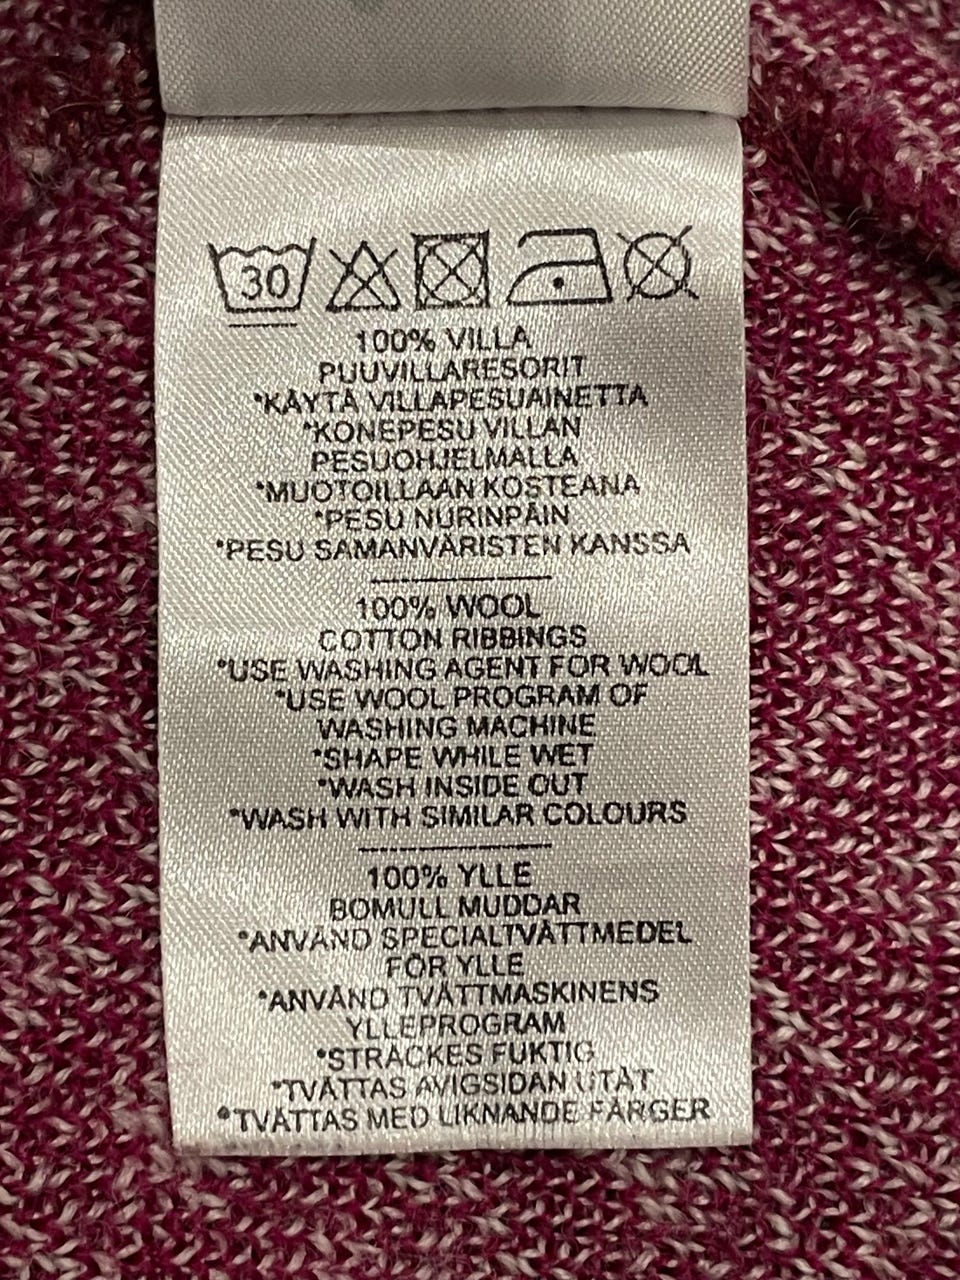 30
100% VILLA
PUUVILLARESORIT
*KÄYTÄ VILLAPESUAINETTA
*KONEPESU VILLAN
PESUOHJELMALLA
*MUOTOILLAAN KOSTEANA
*PESU NURINPÄIN
*PESU SAMANVÄRISTEN KANSSA
100% WOOL
COTTON RIBBINGS
*USE WASHING AGENT FOR WOOL
*USE WOOL PROGRAM OF
WASHING MACHINE
*SHAPE WHILE WET
*WASH INSIDE OUT
*WASH WITH SIMILAR COLOURS
100% YLLE
BOMULL MUDDAR
*ANVÄND SPECIALTVÄTTMEDEL
FÖR YLLE
*ANVÄND TVÄTTMASKINENS
YLLEPROGRAM
*STRÄCKES FUKTIG
*TVÄTTAS AVIGSIDAN UTÅT
*TVÄTTAS MED LIKNANDE FÄRGER